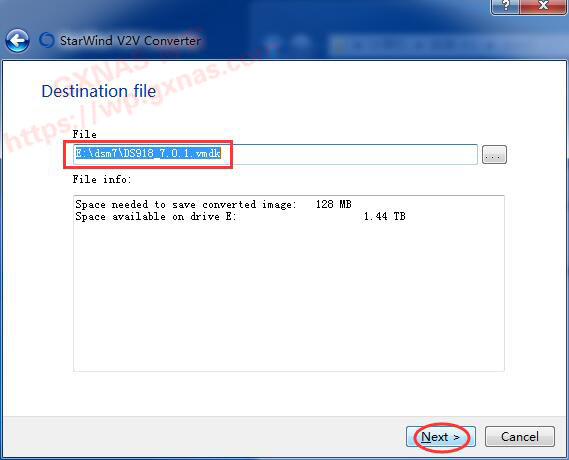 ?
X
StarWind V2V Converter
GXNAS
https://wp.gxnas.com
Destination file
File
E:\dsm7\DS918_7.0.1.vmdk
...
File info:
Space needed to save converted image: 128 MB
Space available on drive E: 1.44 TB
Next >
Cancel